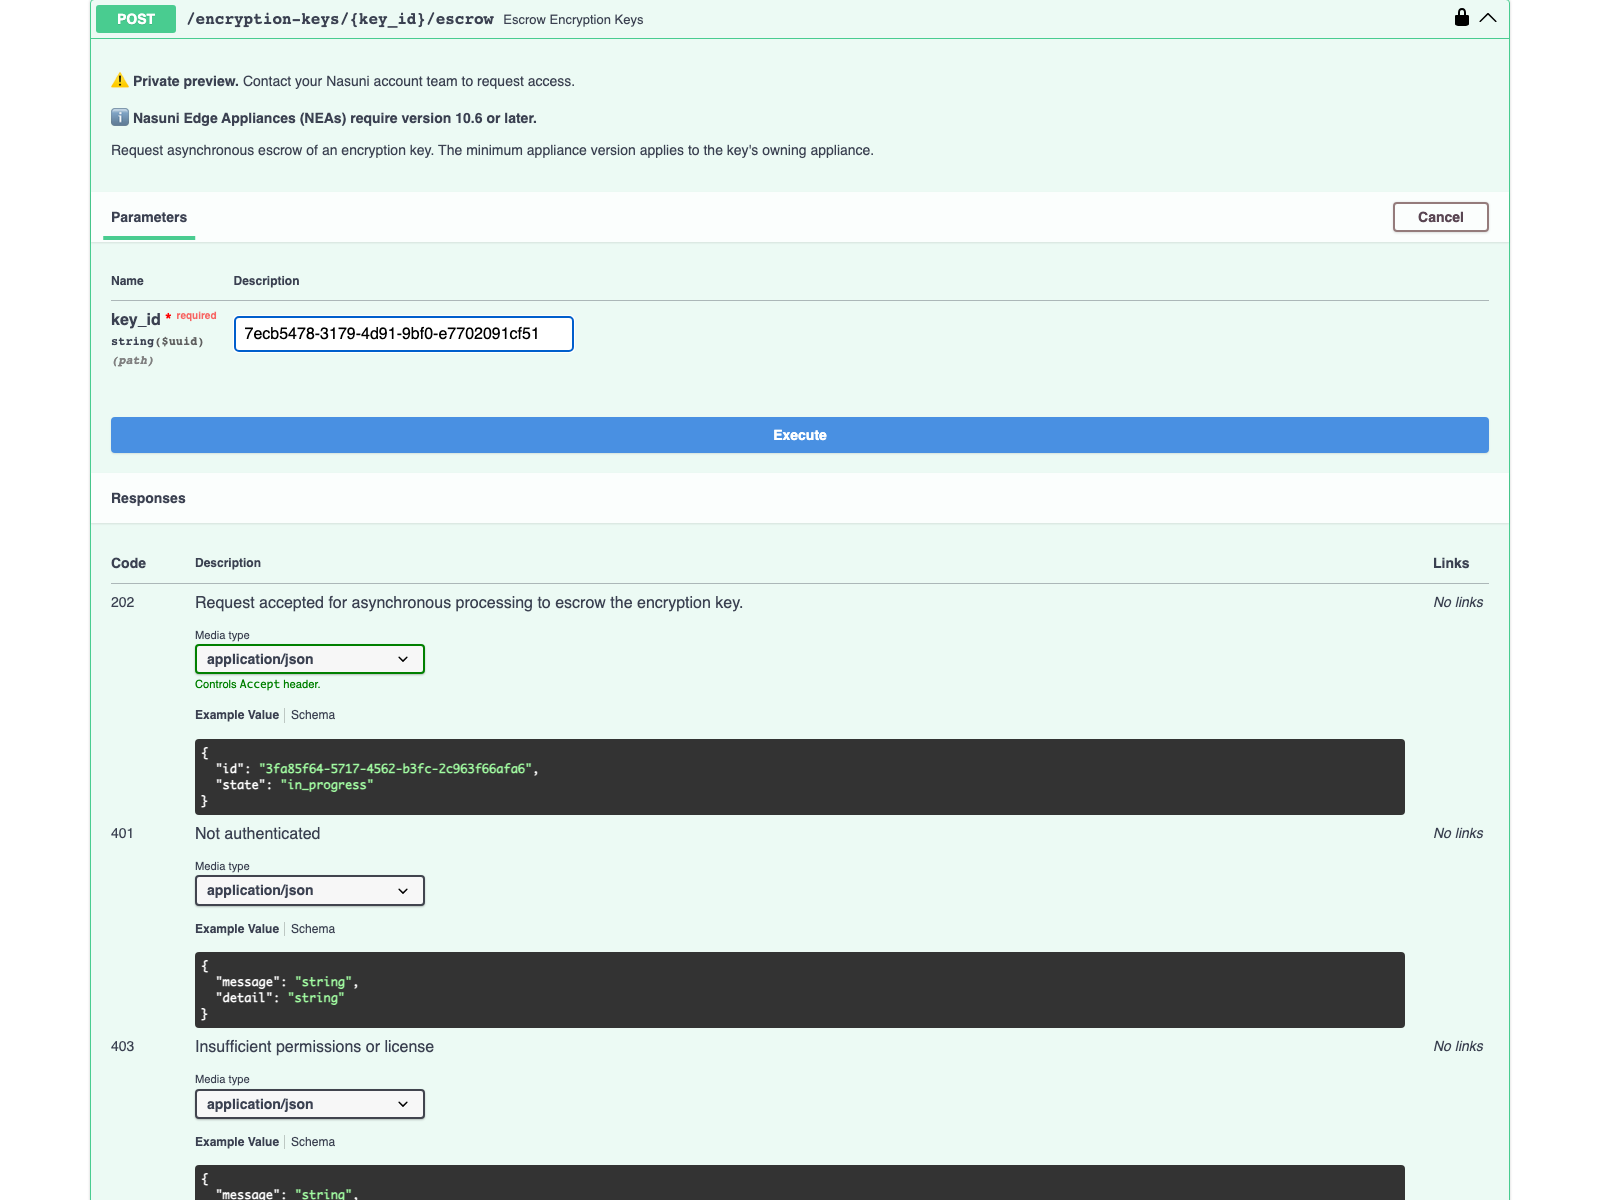 POST /encryption-keys/{key_id}/escrow Escrow Encryption Keys
⚠️ Private preview. Contact your Nasuni account team to request access.
ℹ️ Nasuni Edge Appliances (NEAs) require version 10.6 or later.
Request asynchronous escrow of an encryption key. The minimum appliance version applies to the key's owning appliance.
Parameters Cancel
Name Description
key_id * required
string($uuid)
(path)
7ecb5478-3179-4d91-9bf0-e7702091cf51
Execute
Responses
Code Description Links
202 Request accepted for asynchronous processing to escrow the encryption key. No links
Media type
application/json
Controls Accept header.
Example Value Schema
{
  "id": "3fa85f64-5717-4562-b3fc-2c963f66afa6",
  "state": "in_progress"
}
401 Not authenticated No links
Media type
application/json
Example Value Schema
{
  "message": "string",
  "detail": "string"
}
403 Insufficient permissions or license No links
Media type
application/json
Example Value Schema
{
  "message": "string",